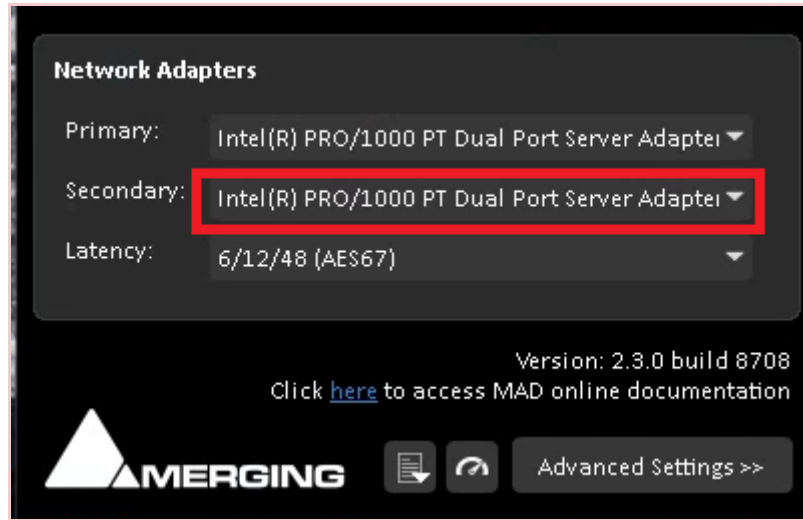 Network Adapters
Primary: Intel(R) PRO/1000 PT Dual Port Server Adapter
Secondary: Intel(R) PRO/1000 PT Dual Port Server Adapter
Latency: 6/12/48 (AES67)
Version: 2.3.0 build 8708
Click here to access MAD online documentation
MERGING
Advanced Settings >>